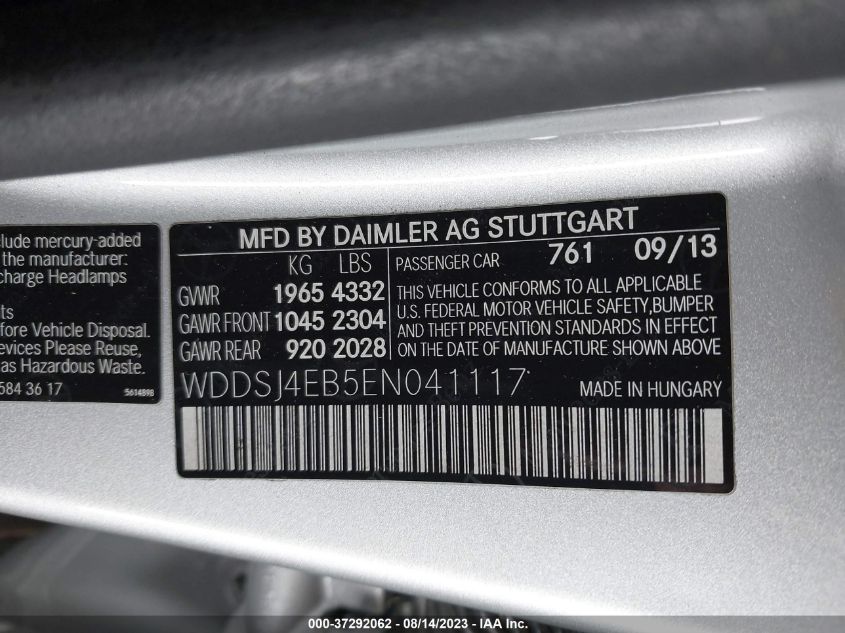 clude mercury-added
the manufacturer:
charge Headlamps
ts
fore Vehicle Disposal.
evices Please Reuse,
as Hazardous Waste.
584 36 17
561489B
MFD BY DAIMLER AG STUTTGART
KG LBS
GVWR 1965 4332
GAWR FRONT 1045 2304
GAWR REAR 920 2028
PASSENGER CAR 761 09/13
THIS VEHICLE CONFORMS TO ALL APPLICABLE
U.S. FEDERAL MOTOR VEHICLE SAFETY,BUMPER
AND THEFT PREVENTION STANDARDS IN EFFECT
ON THE DATE OF MANUFACTURE SHOWN ABOVE
WDDSJ4EB5EN041117 MADE IN HUNGARY
000-37292062 - 08/14/2023 - IAA Inc.